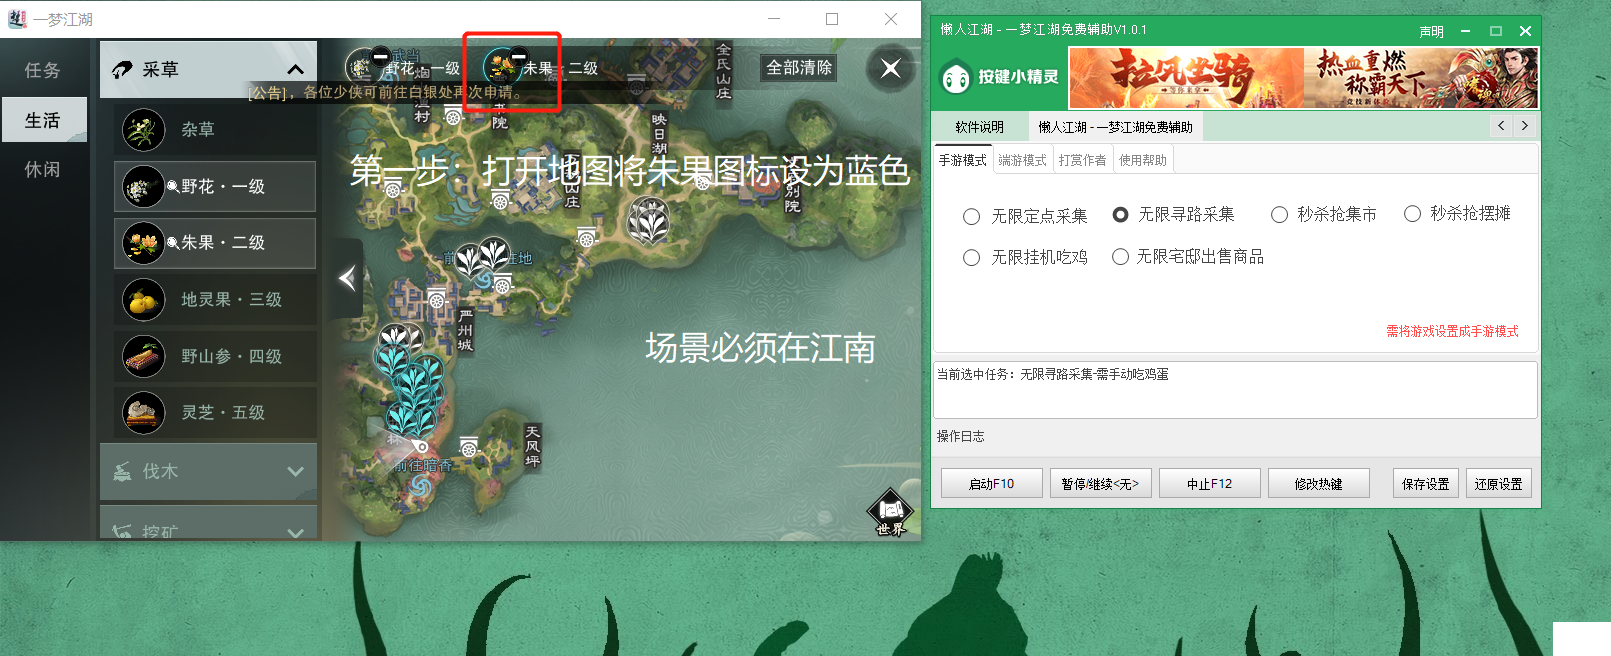 一梦江湖
任务
生活
休闲
采草
杂草
野花·一级
朱果·二级
地灵果·三级
野山参·四级
灵芝·五级
伐木
挖矿
野花·一级
朱果·二级
全部清除
[公告]，各位少侠可前往白银处再次申请。
全氏山庄
映日湖
第一步：打开地图将朱果图标设为蓝色
严州城
场景必须在江南
天风坪
前往暗香
世界
懒人江湖 - 一梦江湖免费辅助V1.0.1
声明
按键小精灵
拉风坐骑
等你来拿
热血重燃
称霸天下
软件说明
懒人江湖 - 一梦江湖免费辅助
手游模式
端游模式
打赏作者
使用帮助
无限定点采集
无限寻路采集
秒杀抢集市
秒杀抢摆摊
无限挂机吃鸡
无限宅邸出售商品
需将游戏设置成手游模式
当前选中任务：无限寻路采集-需手动吃鸡蛋
操作日志
启动F10
暂停/继续<无>
中止F12
修改热键
保存设置
还原设置